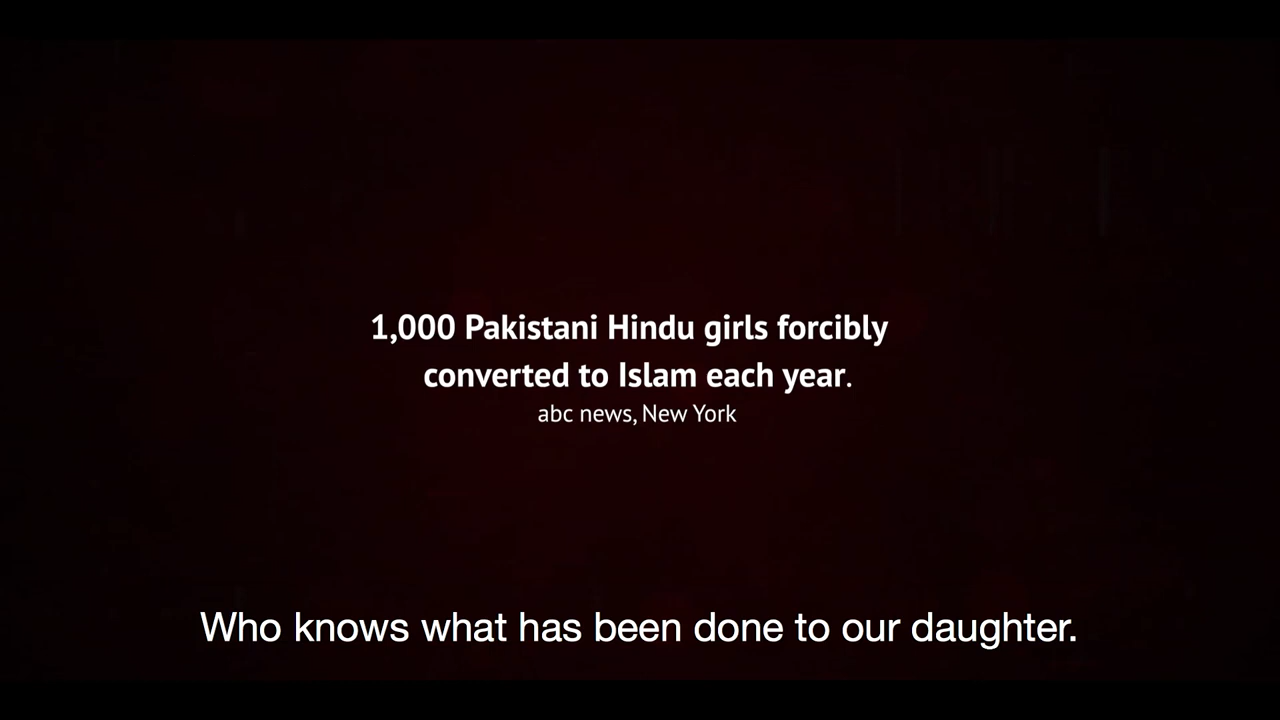 1,000 Pakistani Hindu girls forcibly
converted to Islam each year.
abc news, New York
Who knows what has been done to our daughter.